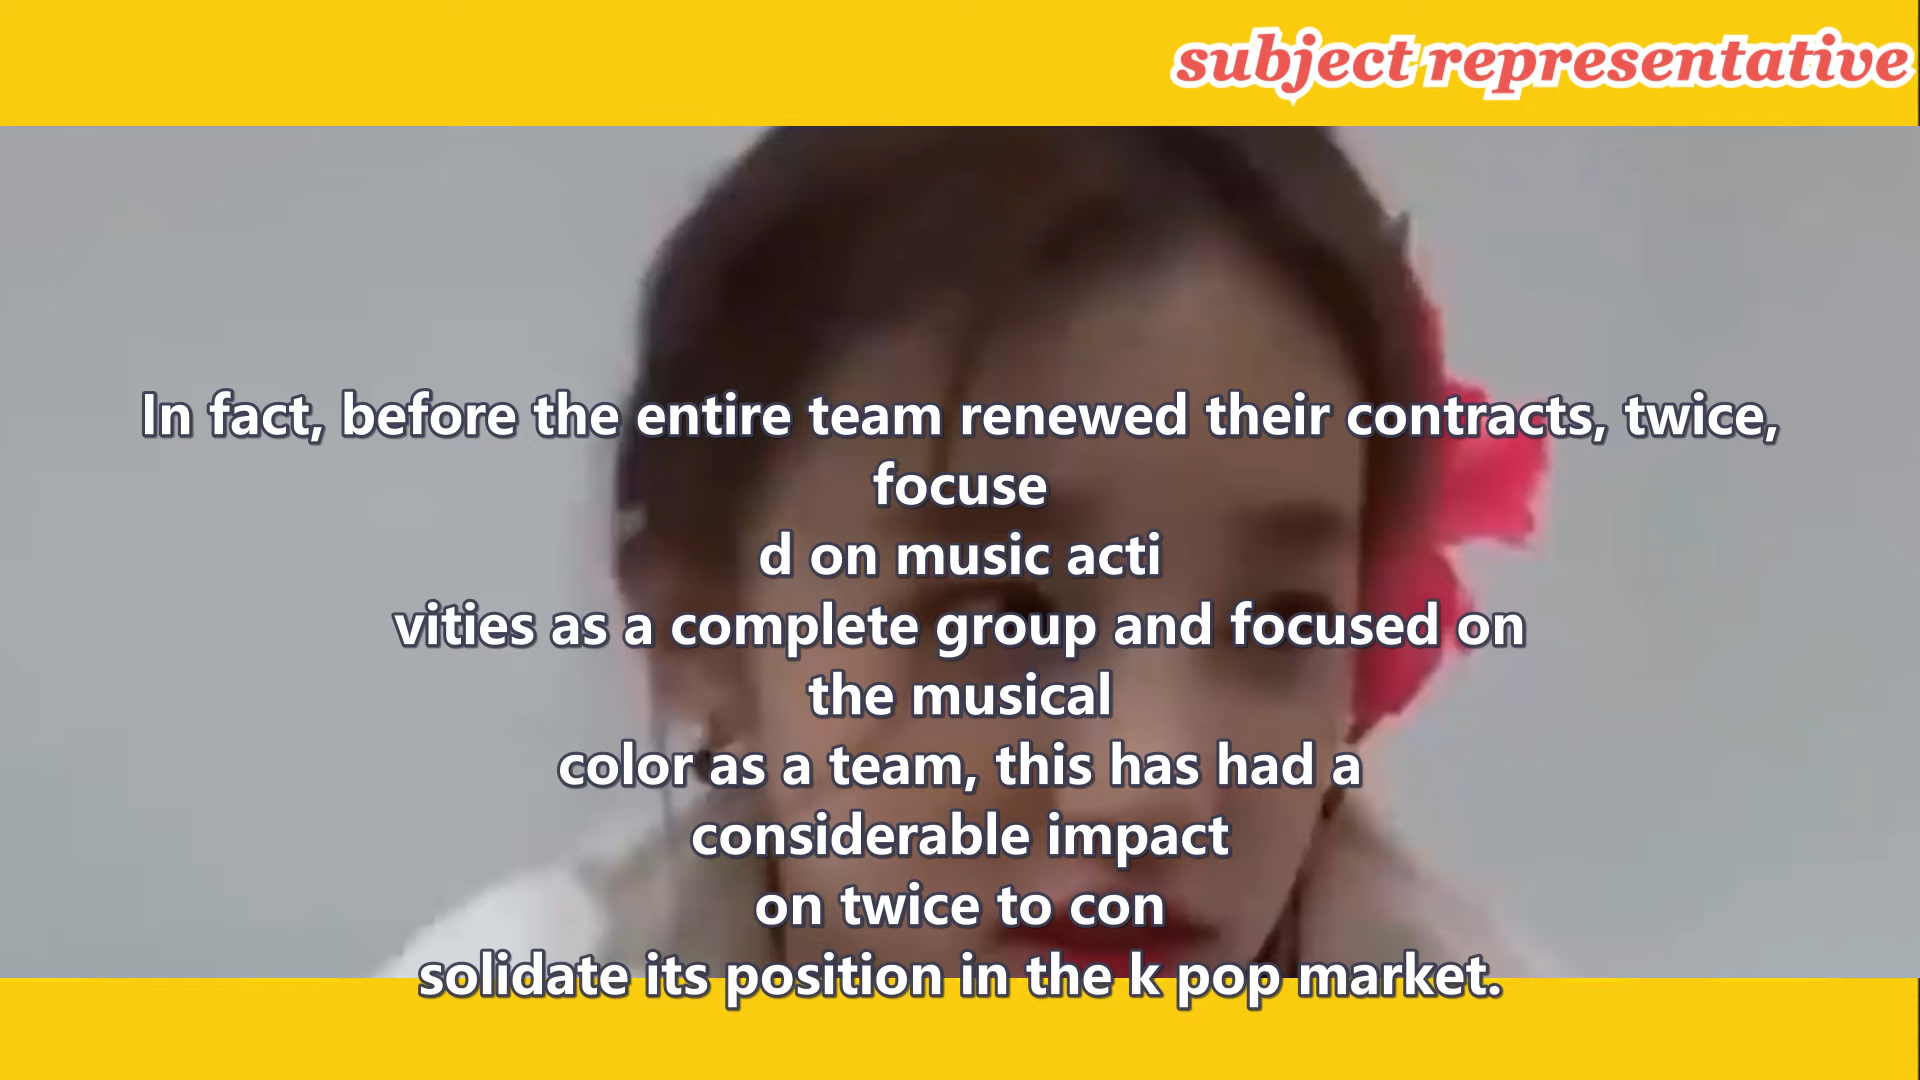 subject representative
In fact, before the entire team renewed their contracts, twice,
focuse
d on music acti
vities as a complete group and focused on
the musical
color as a team, this has had a
considerable impact
on twice to con
solidate its position in the k pop market.